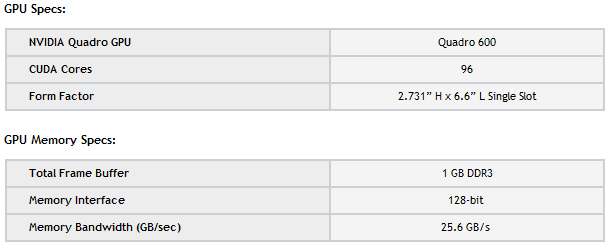 GPU Specs:
NVIDIA Quadro GPU Quadro 600
CUDA Cores 96
Form Factor 2.731” H x 6.6” L Single Slot
GPU Memory Specs:
Total Frame Buffer 1 GB DDR3
Memory Interface 128-bit
Memory Bandwidth (GB/sec) 25.6 GB/s